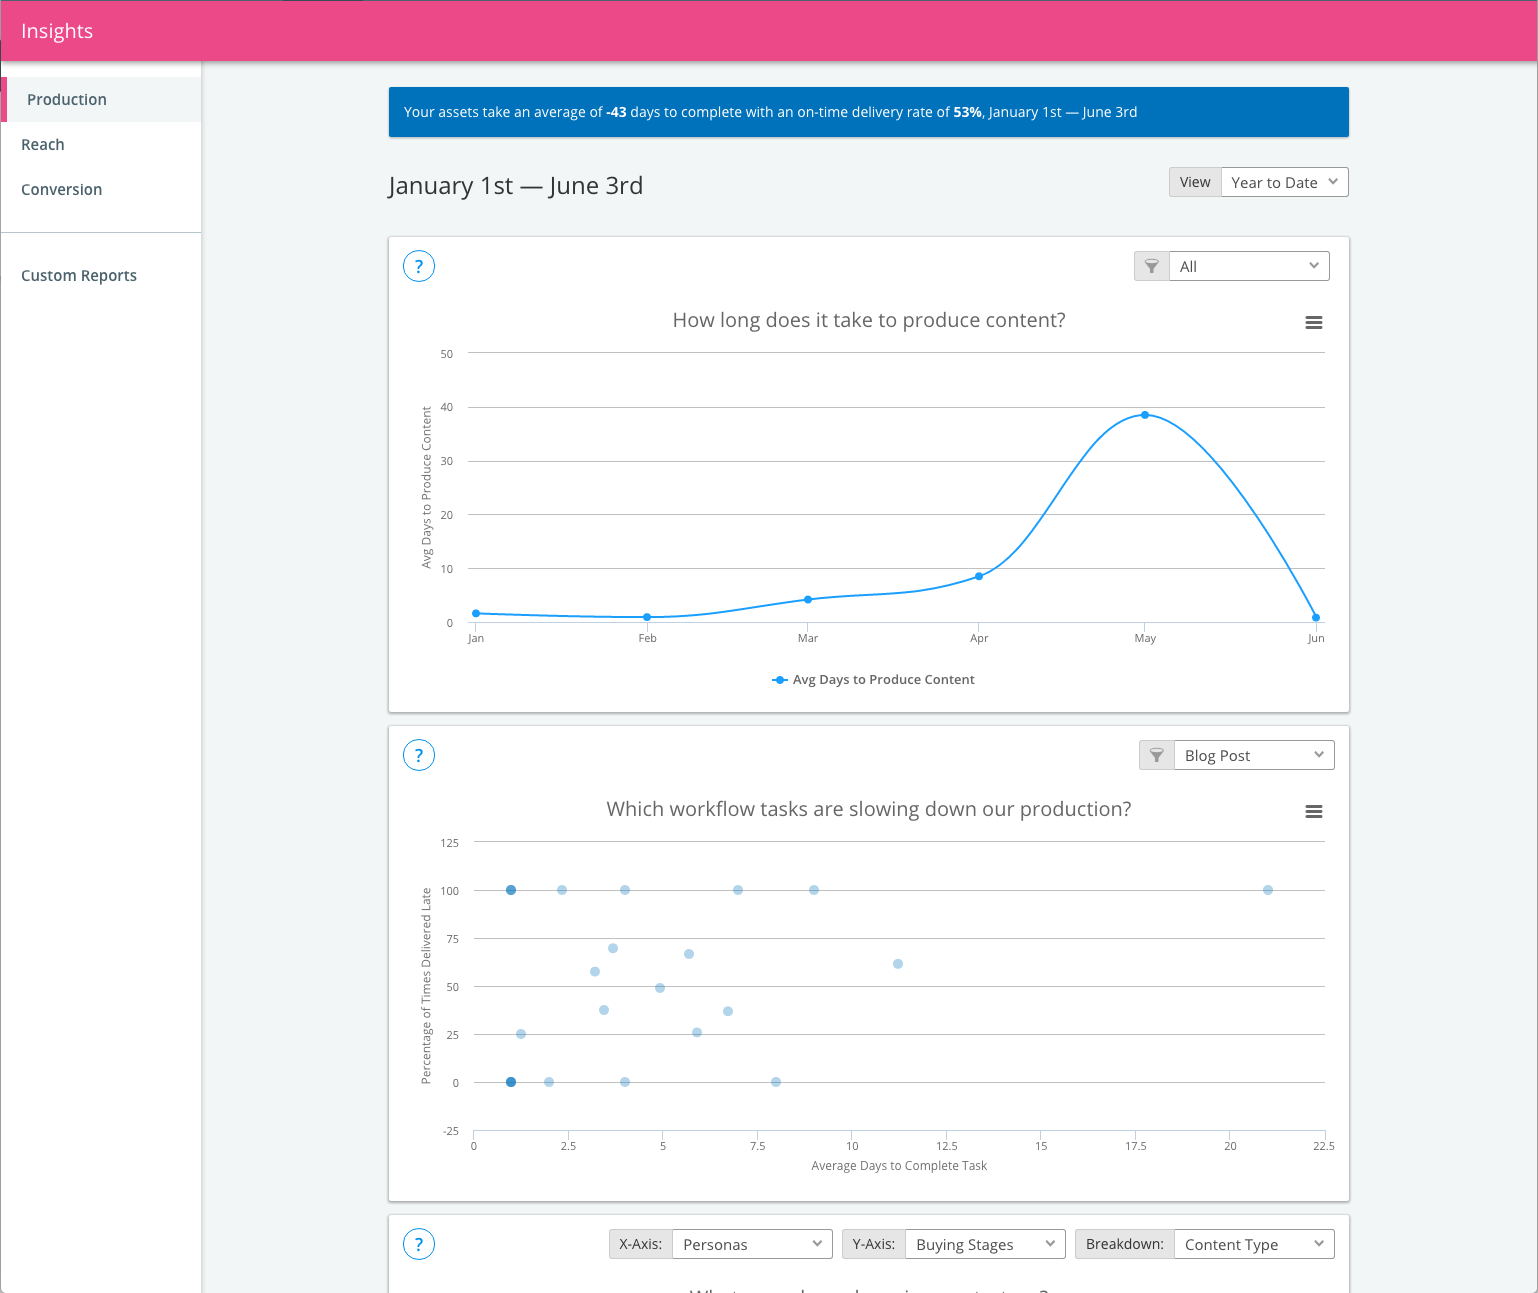 Insights
Production
Reach
Conversion
Custom Reports
Your assets take an average of -43 days to complete with an on-time delivery rate of 53%, January 1st — June 3rd
January 1st — June 3rd
View Year to Date
? All
How long does it take to produce content?
Avg Days to Produce Content
50
40
30
20
10
0
Jan Feb Mar Apr May Jun
Avg Days to Produce Content
? Blog Post
Which workflow tasks are slowing down our production?
Percentage of Times Delivered Late
125
100
75
50
25
0
-25
0 2.5 5 7.5 10 12.5 15 17.5 20 22.5
Average Days to Complete Task
? X-Axis: Personas Y-Axis: Buying Stages Breakdown: Content Type